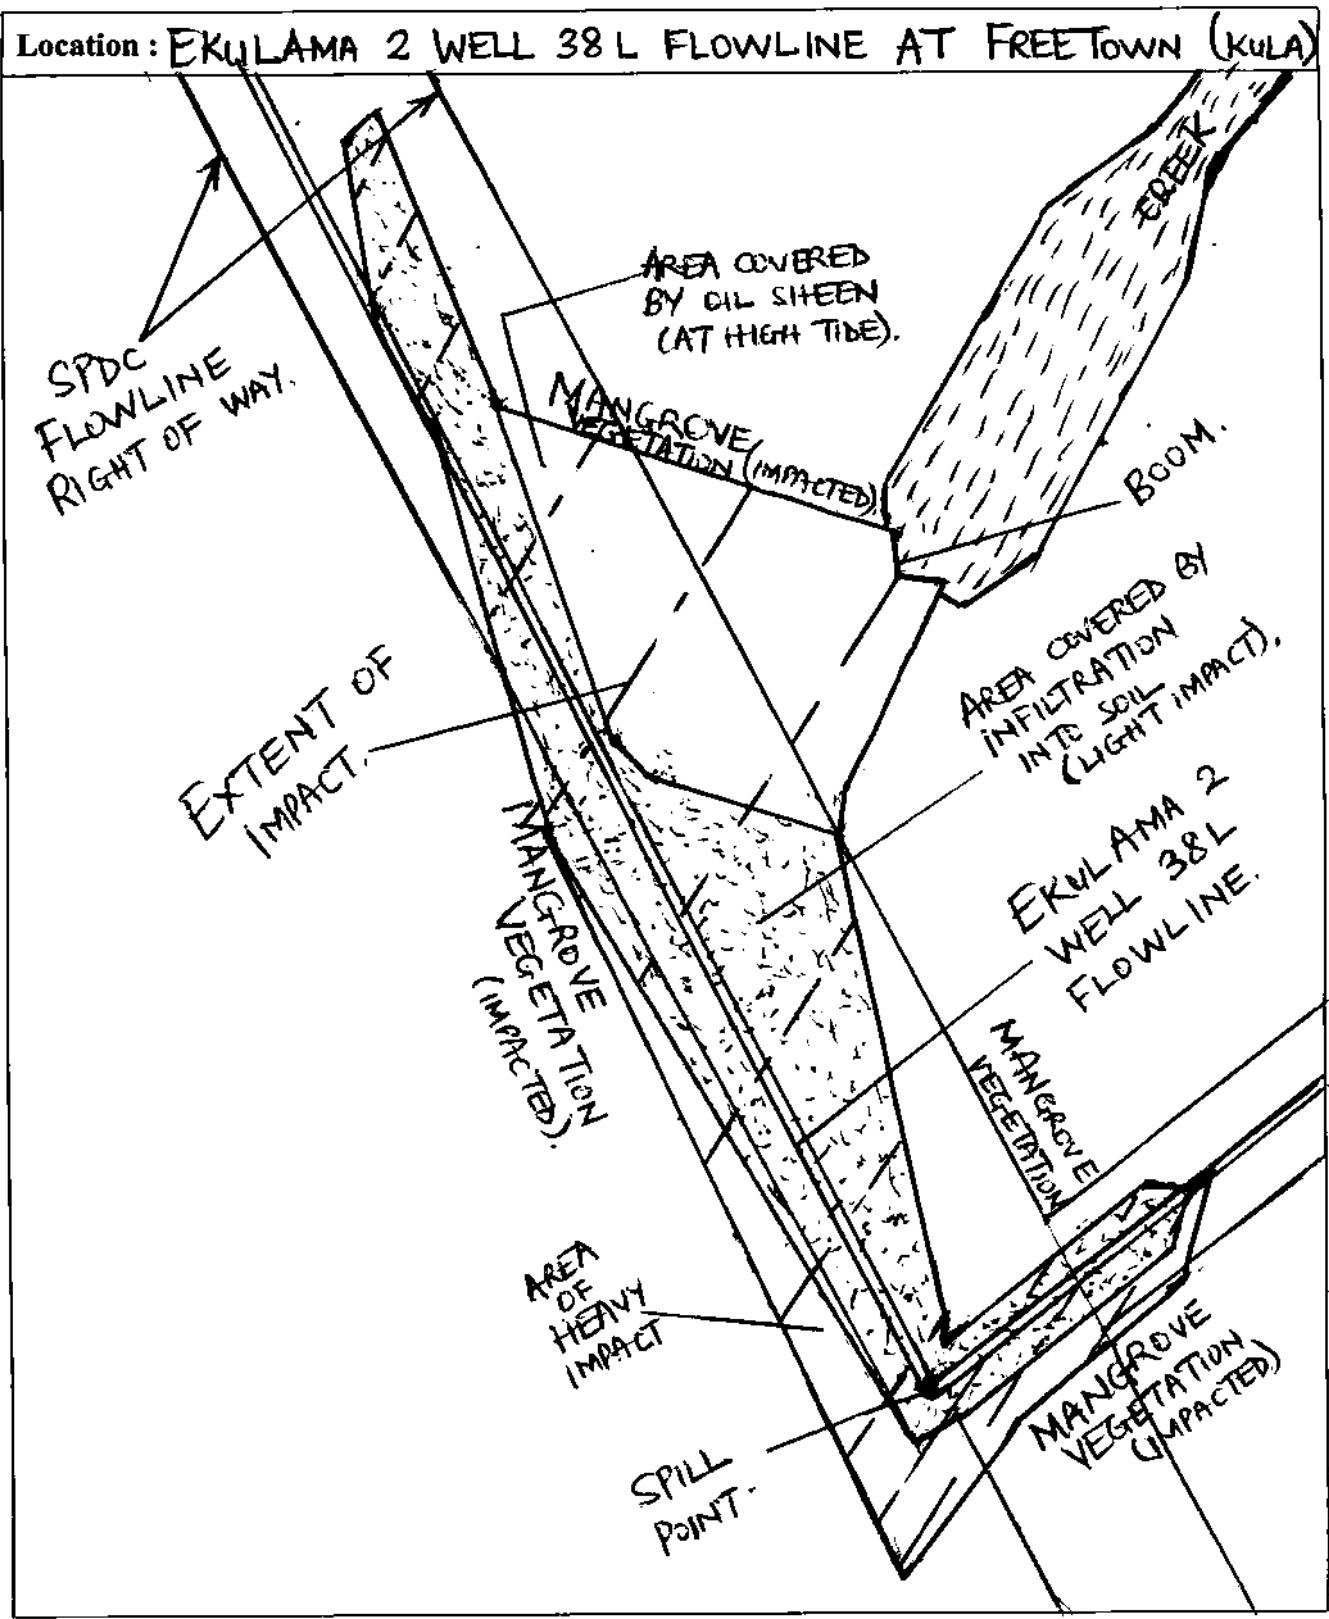 Location : EKULAMA 2 WELL 38L FLOWLINE AT FREETOWN (KULA)
CREEK
AREA COVERED
BY OIL SHEEN
(AT HIGH TIDE).
SPDC
FLOWLINE
RIGHT OF WAY.
MANGROVE
VEGETATION (IMPACTED).
BOOM.
AREA COVERED BY
INFILTRATION
INTO SOIL
(LIGHT IMPACT).
EXTENT OF
IMPACT.
EKULAMA 2
WELL 38L
FLOWLINE.
MANGROVE
VEGETATION
(IMPACTED).
MANGROVE
VEGETATION
AREA
OF
HEAVY
IMPACT
MANGROVE
VEGETATION
(IMPACTED)
SPILL
POINT.